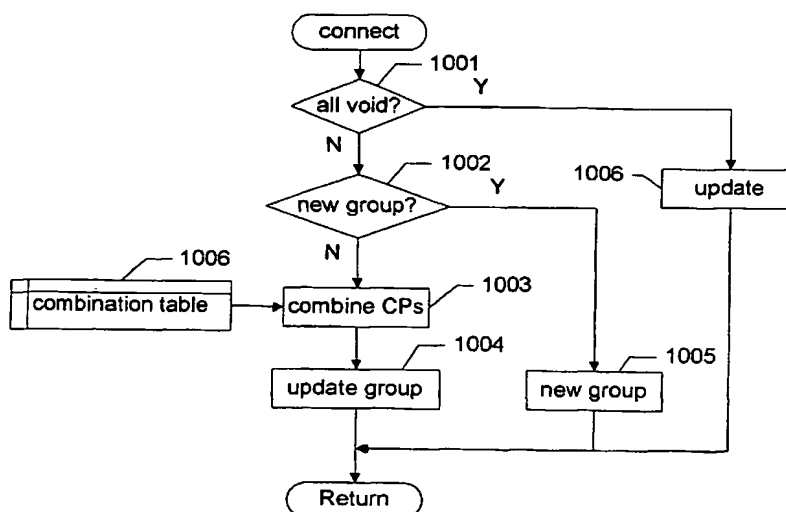 connect
1001
all void?
Y
N
1002
1006
update
new group?
Y
N
1006
combination table
combine CPs
1003
1004
update group
1005
new group
Return